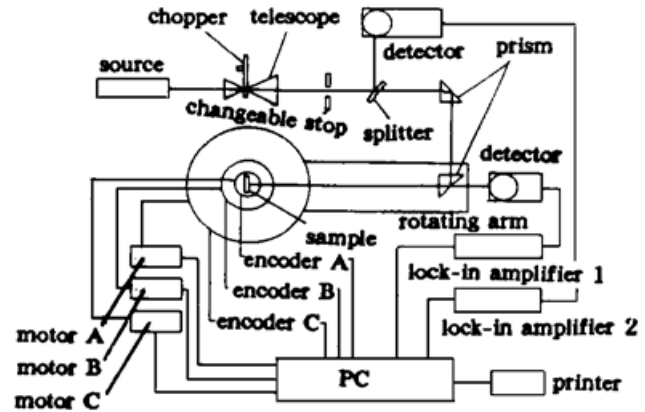 chopper telescope
detector
source
prism
changeable stop
splitter
detector
rotating arm
sample
encoder A
lock-in amplifier 1
encoder B
encoder C
lock-in amplifier 2
motor A
motor B
motor C
PC
printer